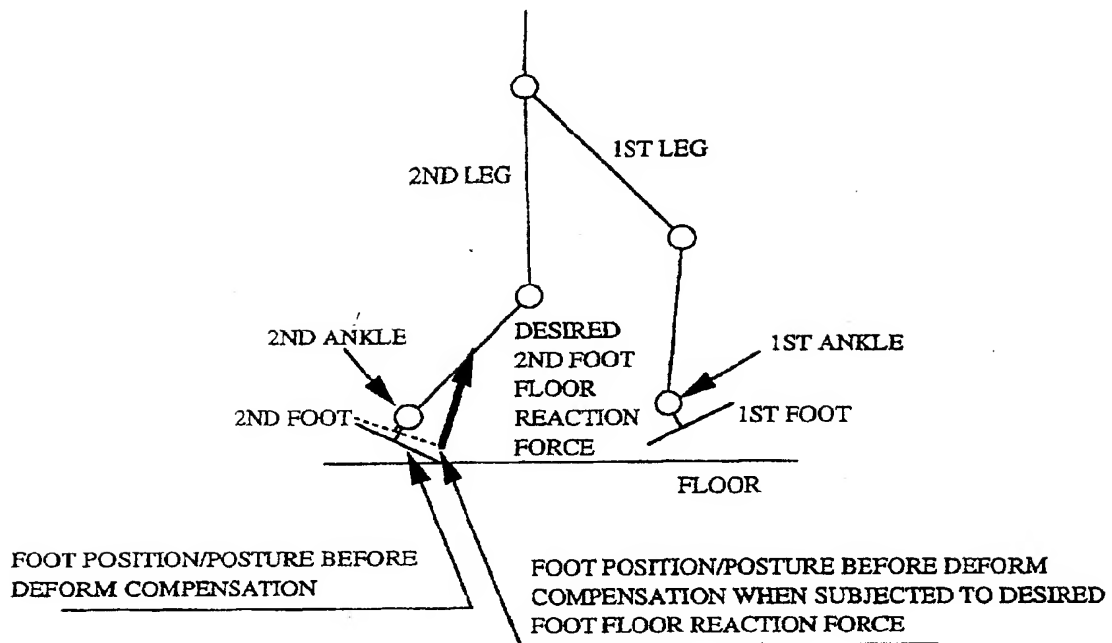 1ST LEG
2ND LEG
2ND ANKLE
DESIRED
2ND FOOT
FLOOR
REACTION
FORCE
1ST ANKLE
2ND FOOT
1ST FOOT
FLOOR
FOOT POSITION/POSTURE BEFORE
DEFORM COMPENSATION
FOOT POSITION/POSTURE BEFORE DEFORM
COMPENSATION WHEN SUBJECTED TO DESIRED
FOOT FLOOR REACTION FORCE